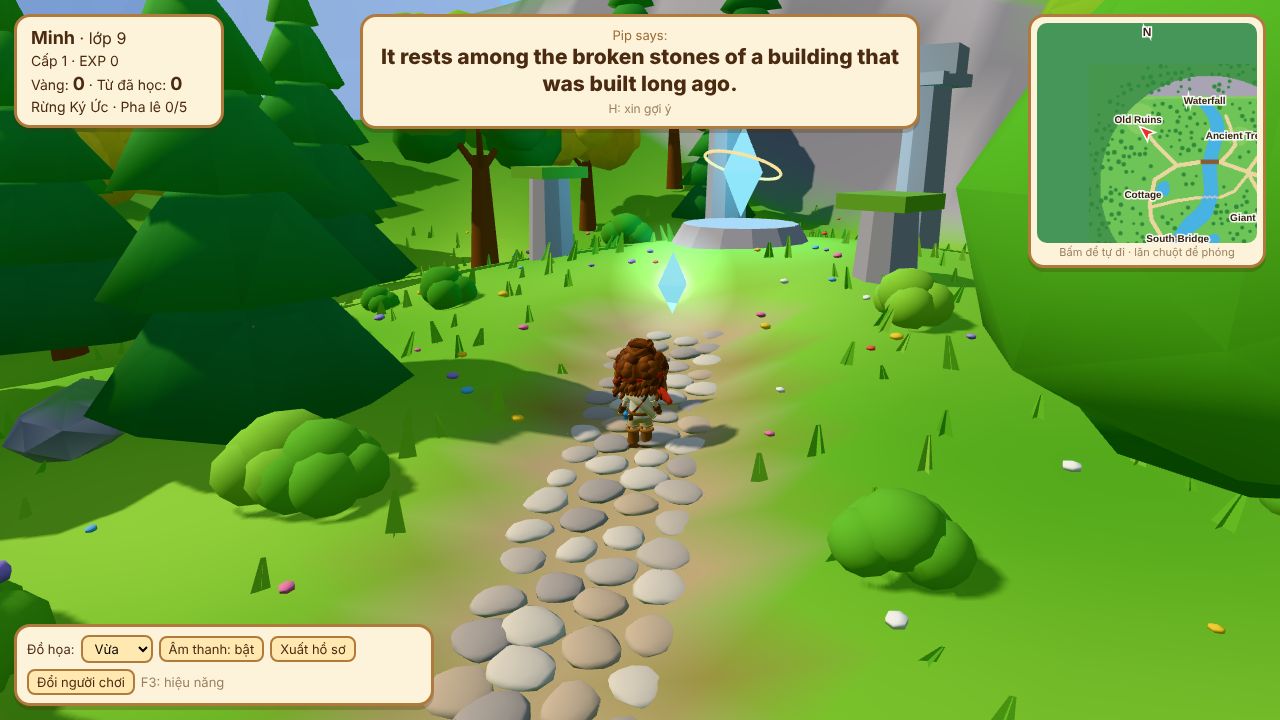 Minh · lớp 9
Cấp 1 · EXP 0
Vàng: 0 · Từ đã học: 0
Rừng Ký Ức · Pha lê 0/5
Pip says:
It rests among the broken stones of a building that
was built long ago.
H: xin gợi ý
N
Waterfall
Old Ruins
Ancient Tre
Cottage
Giant
South Bridge
Bấm để tự đi · lăn chuột để phóng
Đồ họa: Vừa Âm thanh: bật Xuất hồ sơ
Đổi người chơi F3: hiệu năng